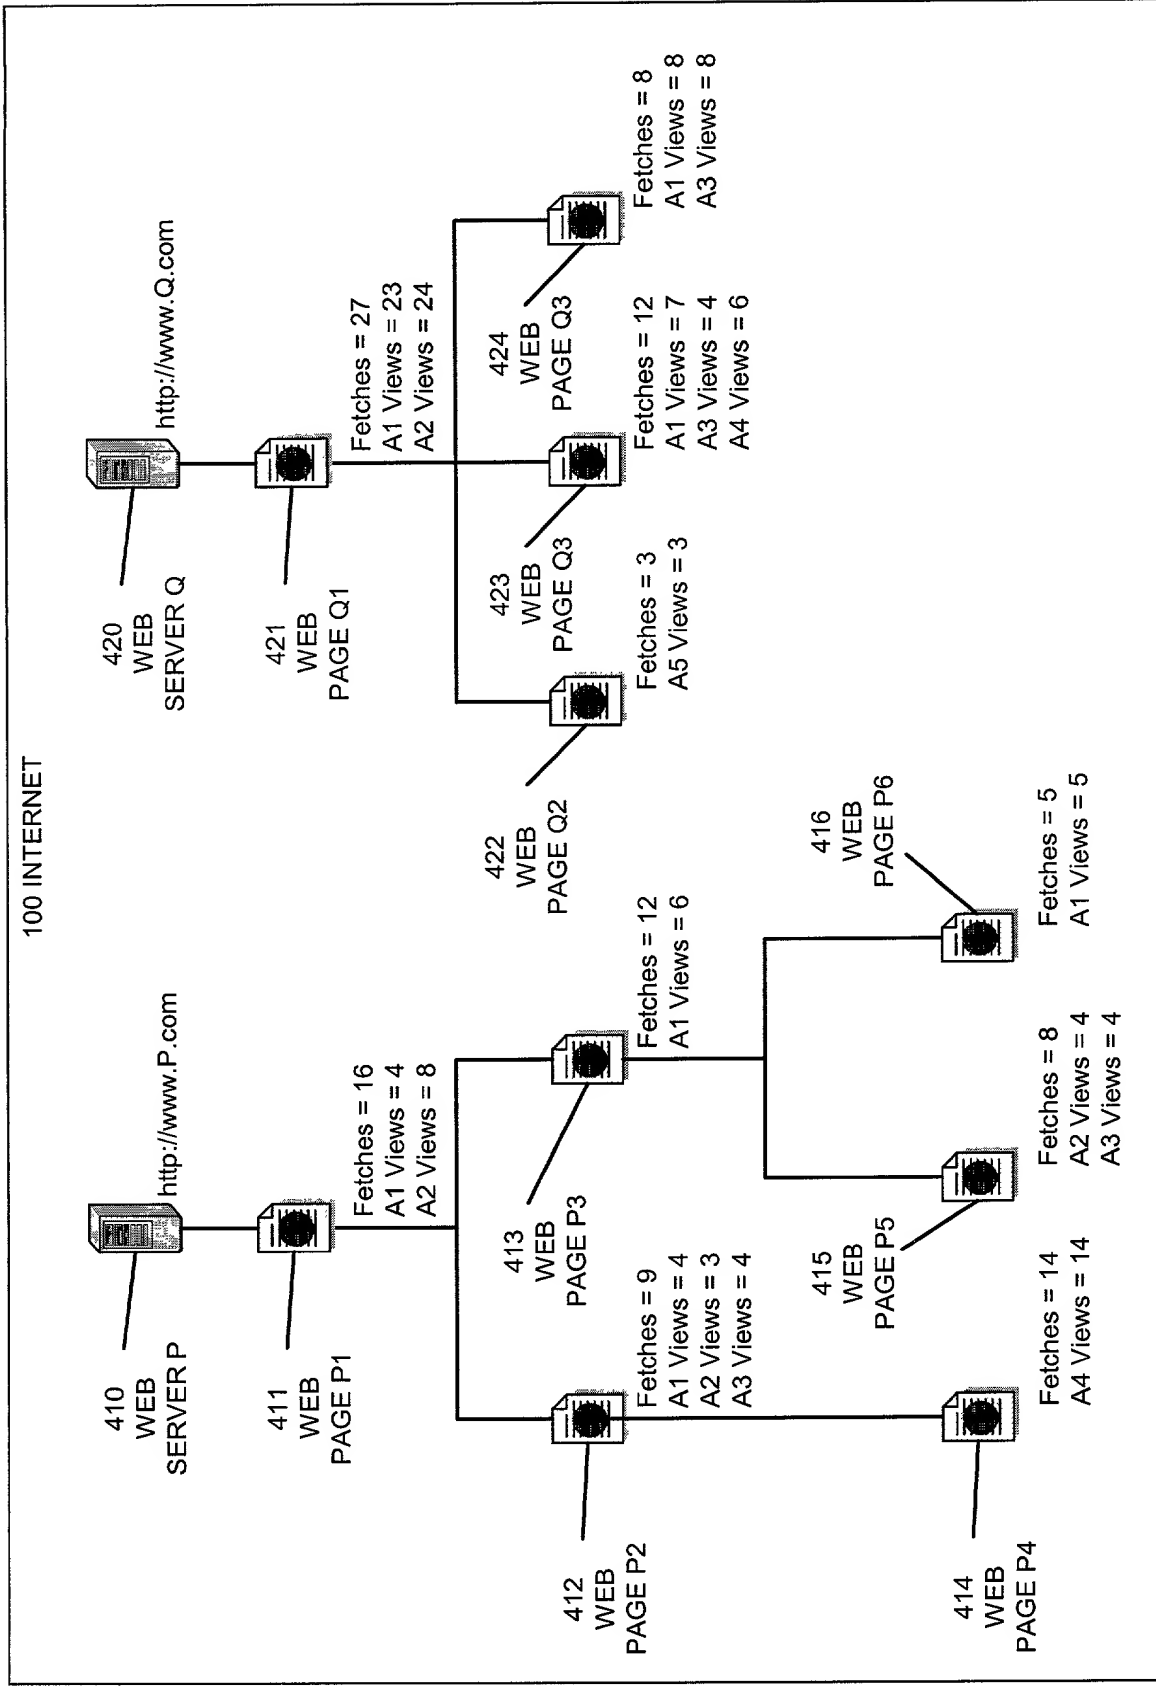 100 INTERNET
410
WEB
SERVER P
http://www.P.com
411
WEB
PAGE P1
Fetches = 16
A1 Views = 4
A2 Views = 8
412
WEB
PAGE P2
Fetches = 9
A1 Views = 4
A2 Views = 3
A3 Views = 4
413
WEB
PAGE P3
Fetches = 12
A1 Views = 6
414
WEB
PAGE P4
Fetches = 14
A4 Views = 14
415
WEB
PAGE P5
Fetches = 8
A2 Views = 4
A3 Views = 4
416
WEB
PAGE P6
Fetches = 5
A1 Views = 5
420
WEB
SERVER Q
http://www.Q.com
421
WEB
PAGE Q1
Fetches = 27
A1 Views = 23
A2 Views = 24
422
WEB
PAGE Q2
Fetches = 3
A5 Views = 3
423
WEB
PAGE Q3
Fetches = 12
A1 Views = 7
A3 Views = 4
A4 Views = 6
424
WEB
PAGE Q3
Fetches = 8
A1 Views = 8
A3 Views = 8